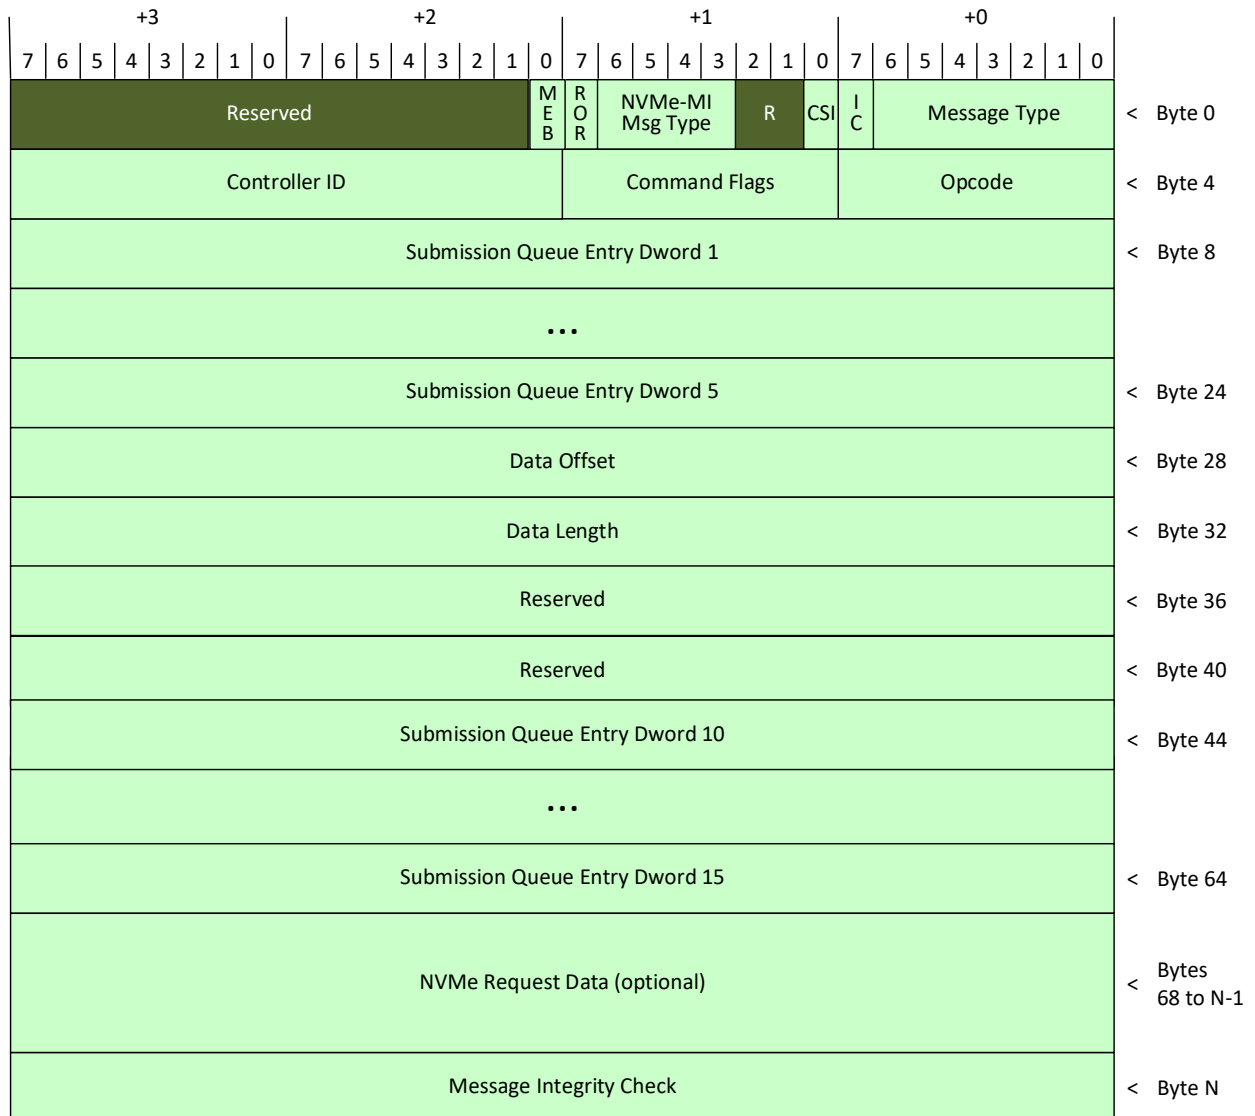 +3 +2 +1 +0
7 6 5 4 3 2 1 0 7 6 5 4 3 2 1 0 7 6 5 4 3 2 1 0 7 6 5 4 3 2 1 0
Reserved MEB ROR NVMe-MI Msg Type R CSI IC Message Type < Byte 0
Controller ID Command Flags Opcode < Byte 4
Submission Queue Entry Dword 1 < Byte 8
...
Submission Queue Entry Dword 5 < Byte 24
Data Offset < Byte 28
Data Length < Byte 32
Reserved < Byte 36
Reserved < Byte 40
Submission Queue Entry Dword 10 < Byte 44
...
Submission Queue Entry Dword 15 < Byte 64
NVMe Request Data (optional) < Bytes 68 to N-1
Message Integrity Check < Byte N